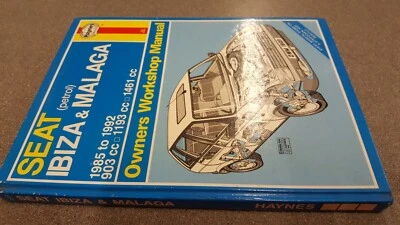 HAYNES
SEAT (petrol)
IBIZA & MALAGA
1985 to 1992
903 cc □ 1193 cc □ 1461 cc
Owners Workshop Manual
SEAT IBIZA & MALAGA
HAYNES